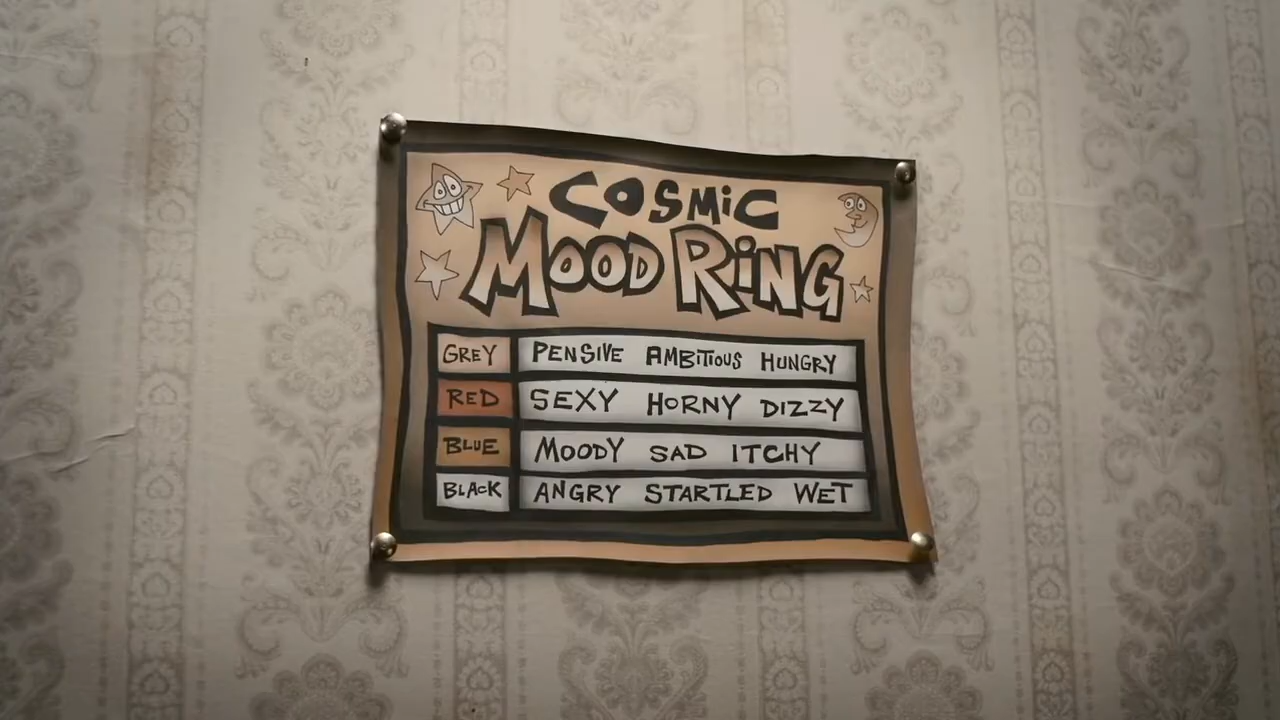 COSMIC
MOOD RING
GREY PENSIVE AMBITIOUS HUNGRY
RED SEXY HORNY DIZZY
BLUE MOODY SAD ITCHY
BLACK ANGRY STARTLED WET